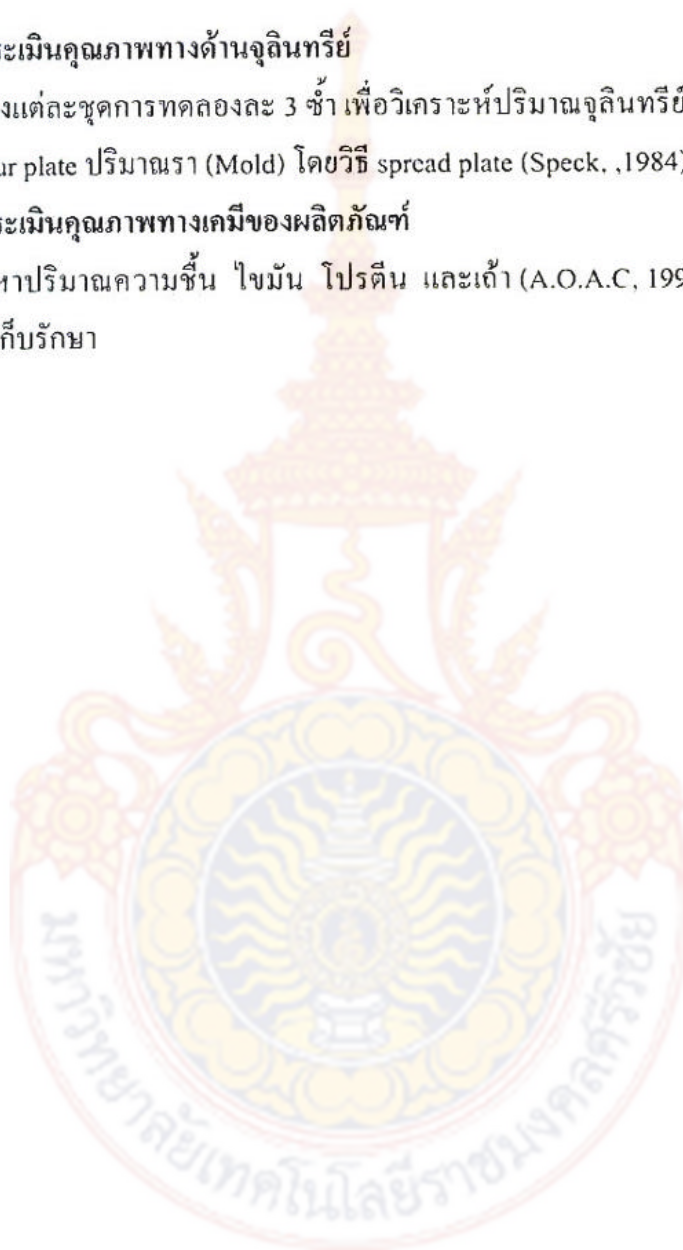 ระเมินคุณภาพทางด้านจุลินทรีย์
งแต่ละชุดการทดลองละ 3 ซ้ำ เพื่อวิเคราะห์ปริมาณจุลินทรีย์
ur plate ปริมาณรา (Mold) โดยวิธี spread plate (Speck, ,1984)
ระเมินคุณภาพทางเคมีของผลิตภัณฑ์
หาปริมาณความชื้น ไขมัน โปรตีน และเถ้า (A.O.A.C, 199
ก็บรักษา
มหาวิทยาลัยเทคโนโลยีราชมงคลศรีวิชัย